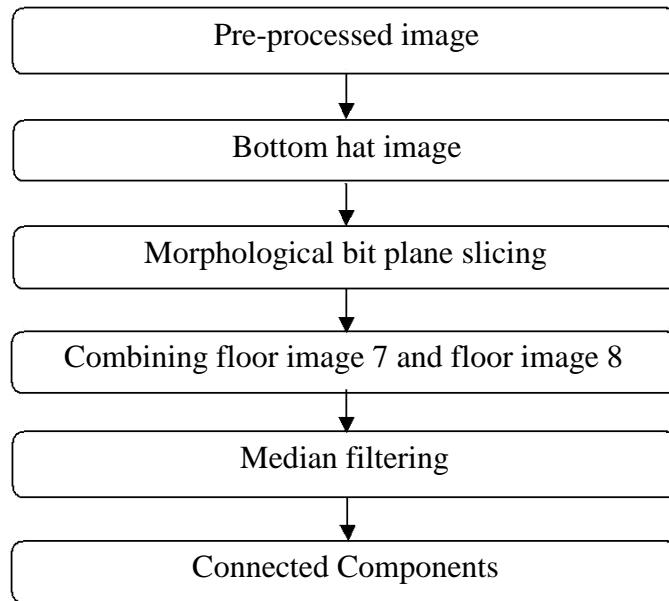 Pre-processed image
Bottom hat image
Morphological bit plane slicing
Combining floor image 7 and floor image 8
Median filtering
Connected Components